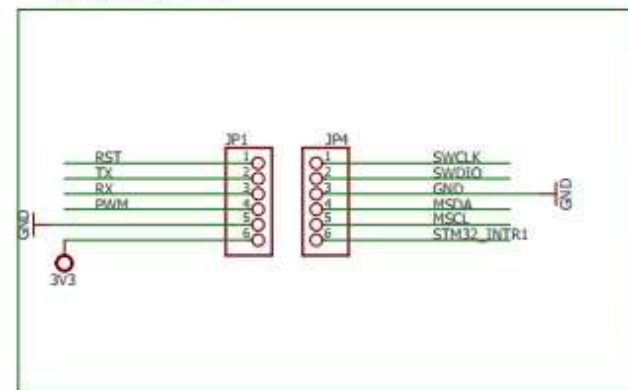 JP1
RST 1
TX 2
RX 3
PWM 4
GND 5
6
3V3
JP4
1 SWCLK
2 SWDIO
3 GND GND
4 MSDA
5 MSCL
6 STM32_INTR1